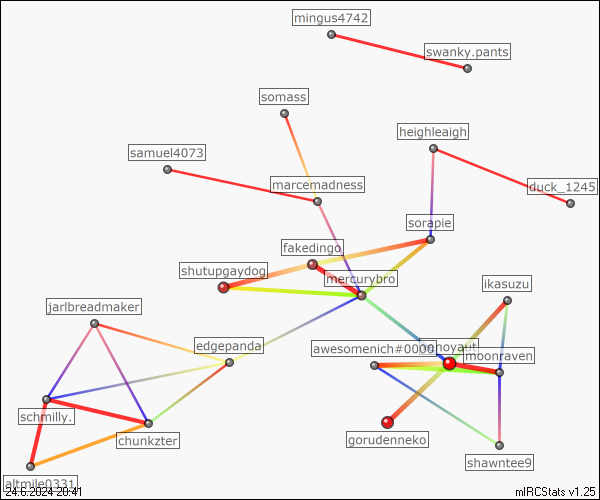 mingus4742
swanky.pants
somass
heighleaigh
samuel4073
marcemadness
duck_1245
sorapie
fakedingo
shutupgaydog
mercurybro
ikasuzu
jarlbreadmaker
edgepanda
awesomenich#0000
moonraven
schmilly.
chunkzter
gorudenneko
shawntee9
altmile0331
24.6.2024 20:41
mIRCStats v1.25